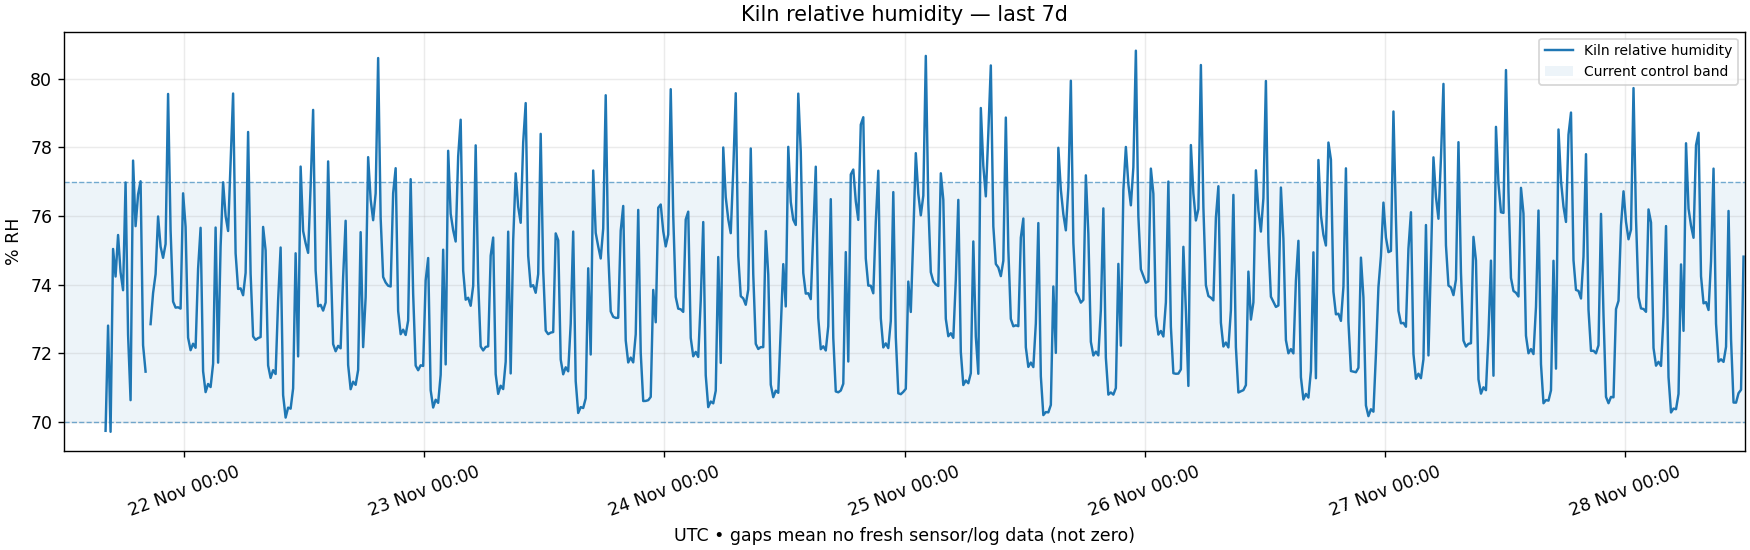 Kiln relative humidity — last 7d
Kiln relative humidity
Current control band
% RH
80
78
76
74
72
70
22 Nov 00:00
23 Nov 00:00
24 Nov 00:00
25 Nov 00:00
26 Nov 00:00
27 Nov 00:00
28 Nov 00:00
UTC • gaps mean no fresh sensor/log data (not zero)